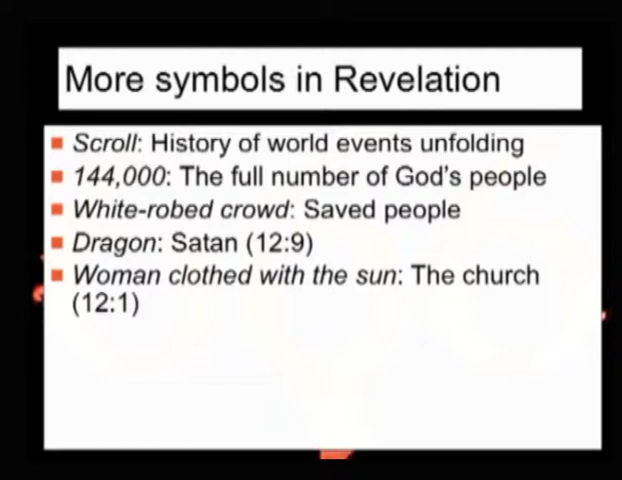 More symbols in Revelation
Scroll: History of world events unfolding
144,000: The full number of God's people
White-robed crowd: Saved people
Dragon: Satan (12:9)
Woman clothed with the sun: The church
(12:1)